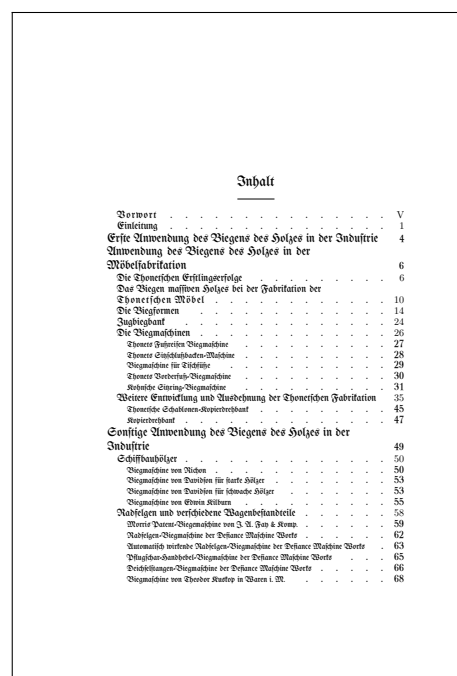 Inhalt
Vorwort . . . . . . . . . . . . . . . V
Einleitung . . . . . . . . . . . . . . . 1
Erste Anwendung des Biegens des Holzes in der Industrie 4
Anwendung des Biegens des Holzes in der
Möbelfabrikation 6
Die Thonetschen Erstlingserfolge . . . . . . . . . 6
Das Biegen massiven Holzes bei der Fabrikation der
Thonetschen Möbel . . . . . . . . . . . . 10
Die Biegformen . . . . . . . . . . . . . 14
Zugbiegbank . . . . . . . . . . . . . . 24
Die Biegmaschinen . . . . . . . . . . . . . 26
Thonets Fußreifen Biegmaschine . . . . . . . . . . 27
Thonets Sitzschlußbacken-Maschine . . . . . . . . . . 28
Biegmaschine für Tischfüße . . . . . . . . . . . 29
Thonets Vorderfuß-Biegmaschine . . . . . . . . . . 30
Kohnsche Sitzring-Biegmaschine . . . . . . . . . . 31
Weitere Entwicklung und Ausdehnung der Thonetschen Fabrikation 35
Thonetsche Schablonen-Kopierdrehbank . . . . . . . . 45
Kopierdrehbank . . . . . . . . . . . . . 47
Sonstige Anwendung des Biegens des Holzes in der
Industrie 49
Schiffbauhölzer . . . . . . . . . . . . . 50
Biegmaschine von Richon . . . . . . . . . . . 50
Biegmaschine von Davidson für starke Hölzer . . . . . . . 53
Biegmaschine von Davidson für schwache Hölzer . . . . . . 53
Biegmaschine von Edwin Kilburn . . . . . . . . . . 55
Radfelgen und verschiedene Wagenbestandteile . . . . . . 58
Morris Patent-Biegemaschine von J. A. Fay & Komp. . . . . . 59
Radfelgen-Biegmaschine der Defiance Maschine Works . . . . . 62
Automatisch wirkende Radfelgen-Biegmaschine der Defiance Maschine Works . 63
Pflugschar-Handhebel-Biegmaschine der Defiance Maschine Works . . . 65
Deichselstangen-Biegmaschine der Defiance Maschine Works . . . . 66
Biegmaschine von Theodor Kuskop in Waren i. M. . . . . . . 68